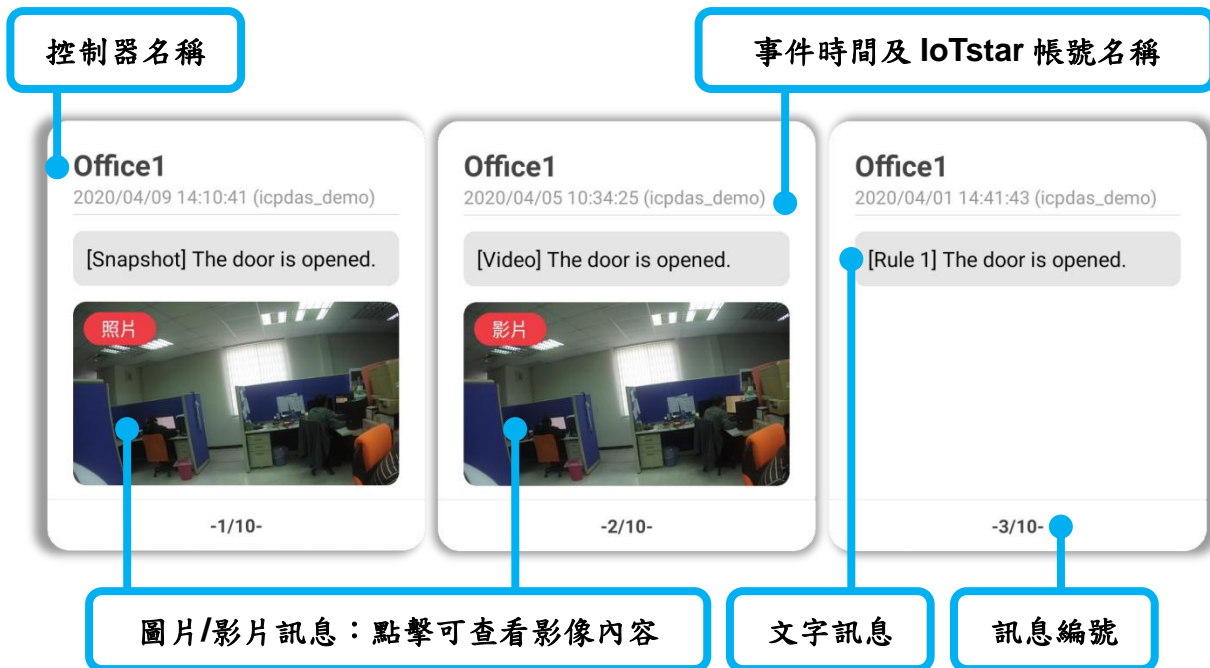 控制器名稱
事件時間及 IoTstar 帳號名稱
Office1
2020/04/09 14:10:41 (icpdas_demo)
[Snapshot] The door is opened.
照片
-1/10-
Office1
2020/04/05 10:34:25 (icpdas_demo)
[Video] The door is opened.
影片
-2/10-
Office1
2020/04/01 14:41:43 (icpdas_demo)
[Rule 1] The door is opened.
-3/10-
圖片/影片訊息：點擊可查看影像內容
文字訊息
訊息編號